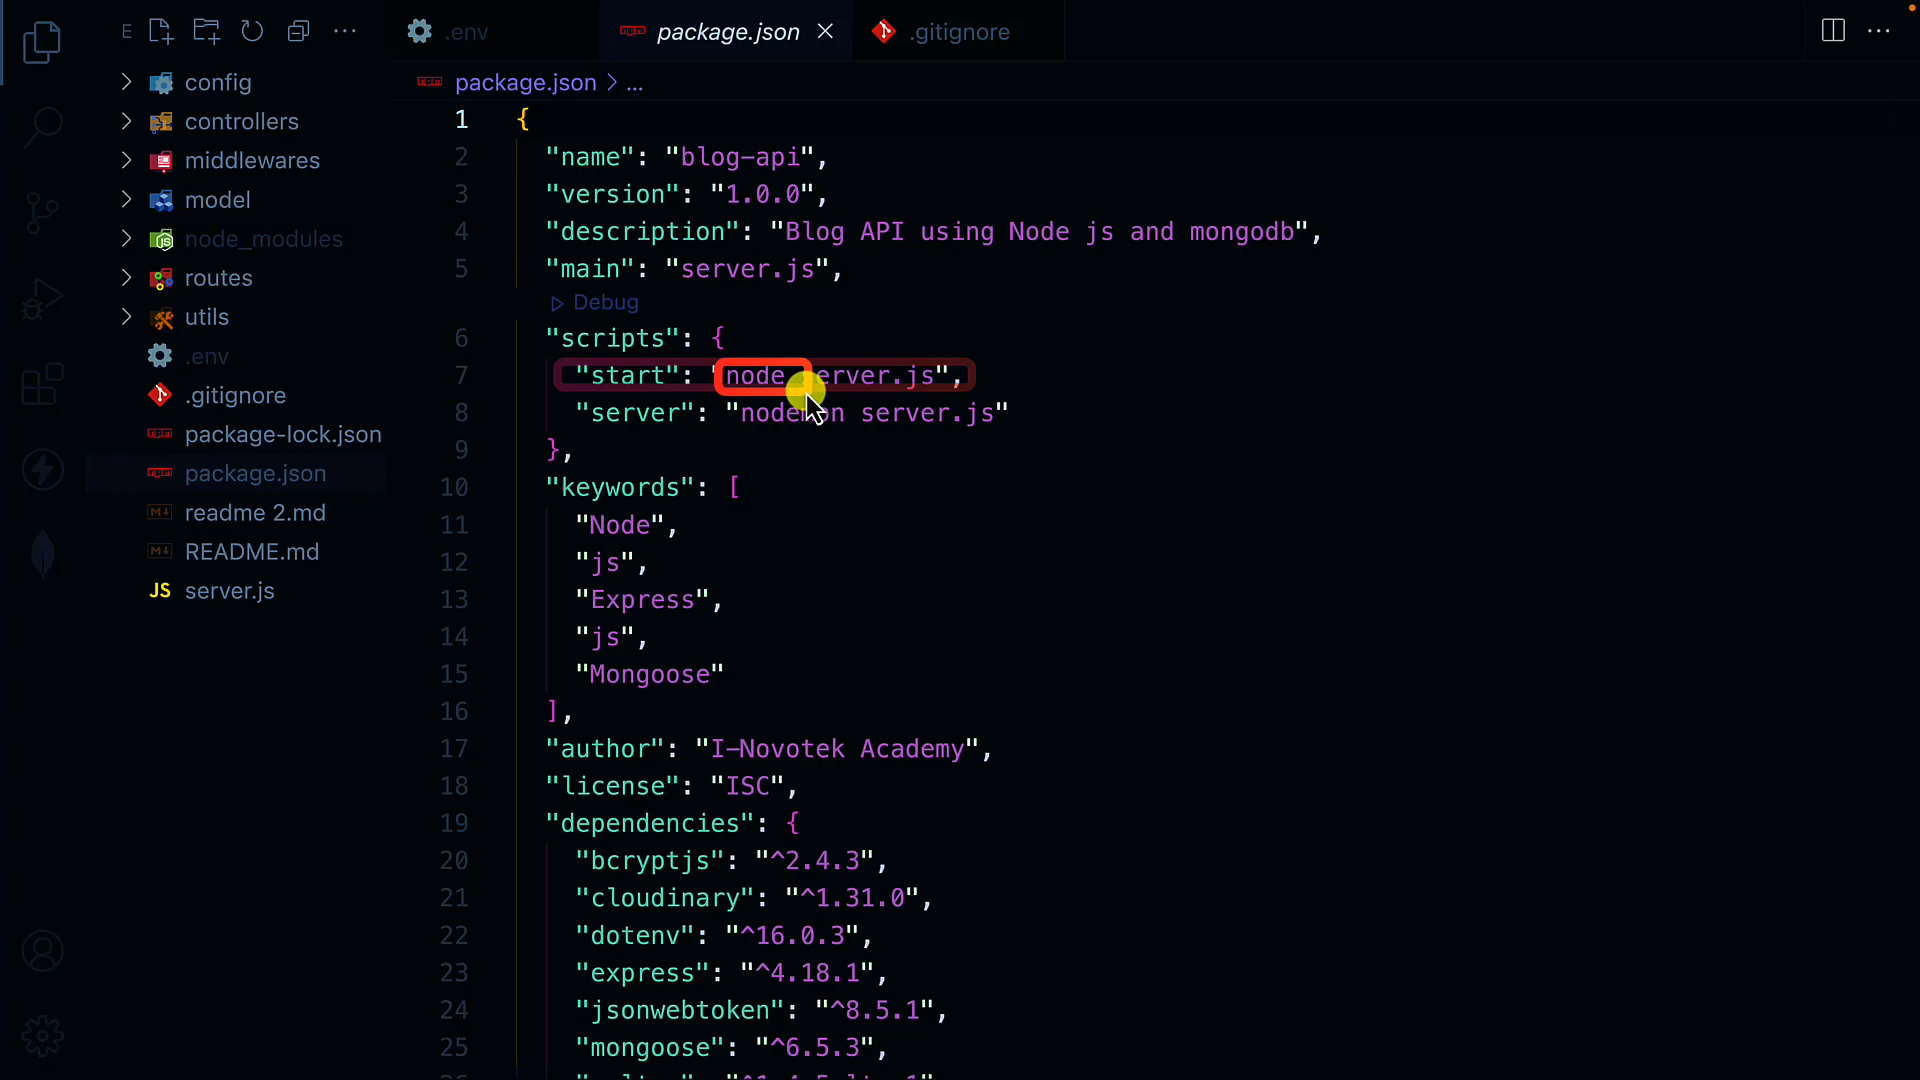 E
.env
package.json
.gitignore
package.json > ...
config
controllers
middlewares
model
node_modules
routes
utils
.env
.gitignore
package-lock.json
package.json
readme 2.md
README.md
JS server.js
1 {
2 "name": "blog-api",
3 "version": "1.0.0",
4 "description": "Blog API using Node js and mongodb",
5 "main": "server.js",
Debug
6 "scripts": {
7 "start": "node server.js",
8 "server": "nodemon server.js"
9 },
10 "keywords": [
11 "Node",
12 "js",
13 "Express",
14 "js",
15 "Mongoose"
16 ],
17 "author": "I-Novotek Academy",
18 "license": "ISC",
19 "dependencies": {
20 "bcryptjs": "^2.4.3",
21 "cloudinary": "^1.31.0",
22 "dotenv": "^16.0.3",
23 "express": "^4.18.1",
24 "jsonwebtoken": "^8.5.1",
25 "mongoose": "^6.5.3",